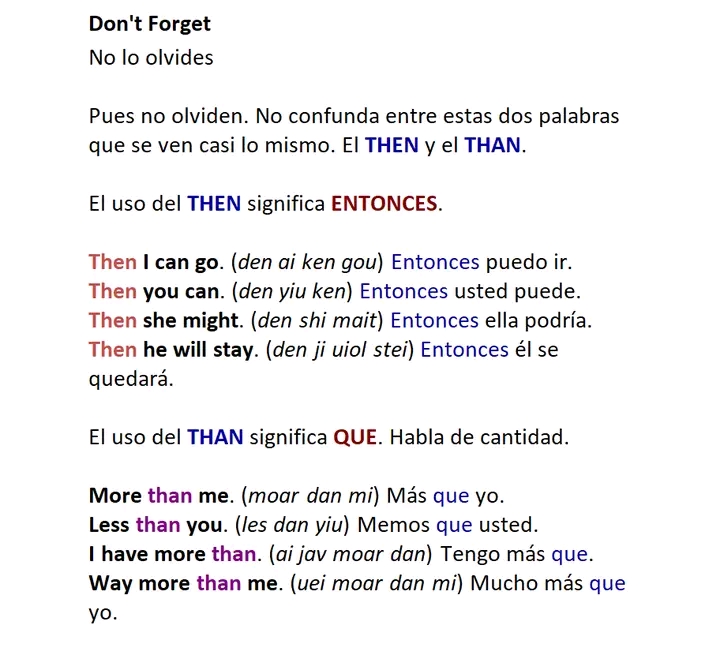 Don't Forget
No lo olvides
Pues no olviden. No confunda entre estas dos palabras
que se ven casi lo mismo. El THEN y el THAN.
El uso del THEN significa ENTONCES.
Then I can go. (den ai ken gou) Entonces puedo ir.
Then you can. (den yiu ken) Entonces usted puede.
Then she might. (den shi mait) Entonces ella podría.
Then he will stay. (den ji uiol stei) Entonces él se
quedará.
El uso del THAN significa QUE. Habla de cantidad.
More than me. (moar dan mi) Más que yo.
Less than you. (les dan yiu) Memos que usted.
I have more than. (ai jav moar dan) Tengo más que.
Way more than me. (uei moar dan mi) Mucho más que
yo.